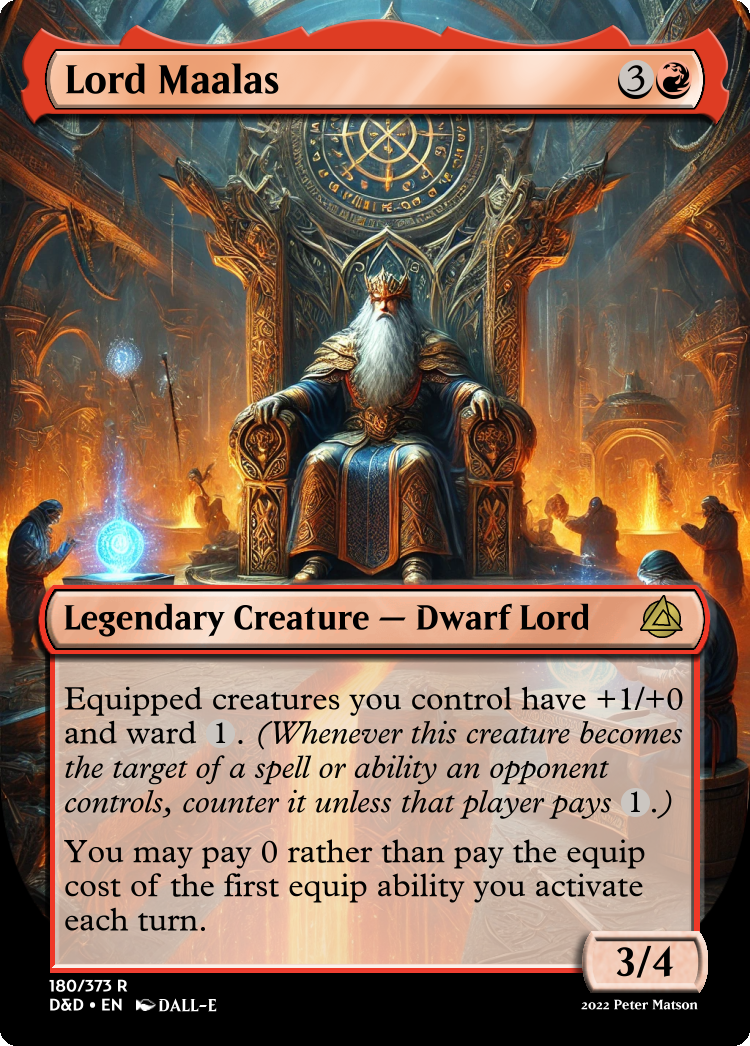 Lord Maalas 3
Legendary Creature — Dwarf Lord
Equipped creatures you control have +1/+0
and ward 1. (Whenever this creature becomes
the target of a spell or ability an opponent
controls, counter it unless that player pays 1.)
You may pay 0 rather than pay the equip
cost of the first equip ability you activate
each turn.
3/4
180/373 R
D&D • EN DALL-E
2022 Peter Matson